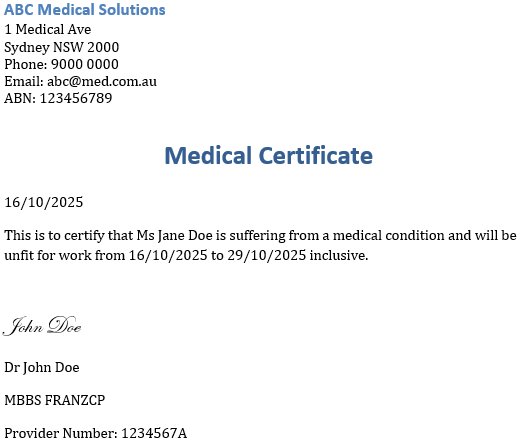 ABC Medical Solutions
1 Medical Ave
Sydney NSW 2000
Phone: 9000 0000
Email: abc@med.com.au
ABN: 123456789
Medical Certificate
16/10/2025
This is to certify that Ms Jane Doe is suffering from a medical condition and will be
unfit for work from 16/10/2025 to 29/10/2025 inclusive.
John Doe
Dr John Doe
MBBS FRANZCP
Provider Number: 1234567A